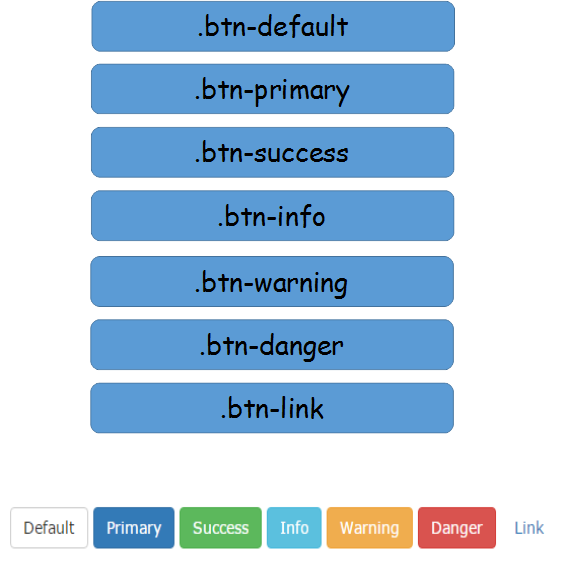 .btn-default
.btn-primary
.btn-success
.btn-info
.btn-warning
.btn-danger
.btn-link
Default Primary Success Info Warning Danger Link